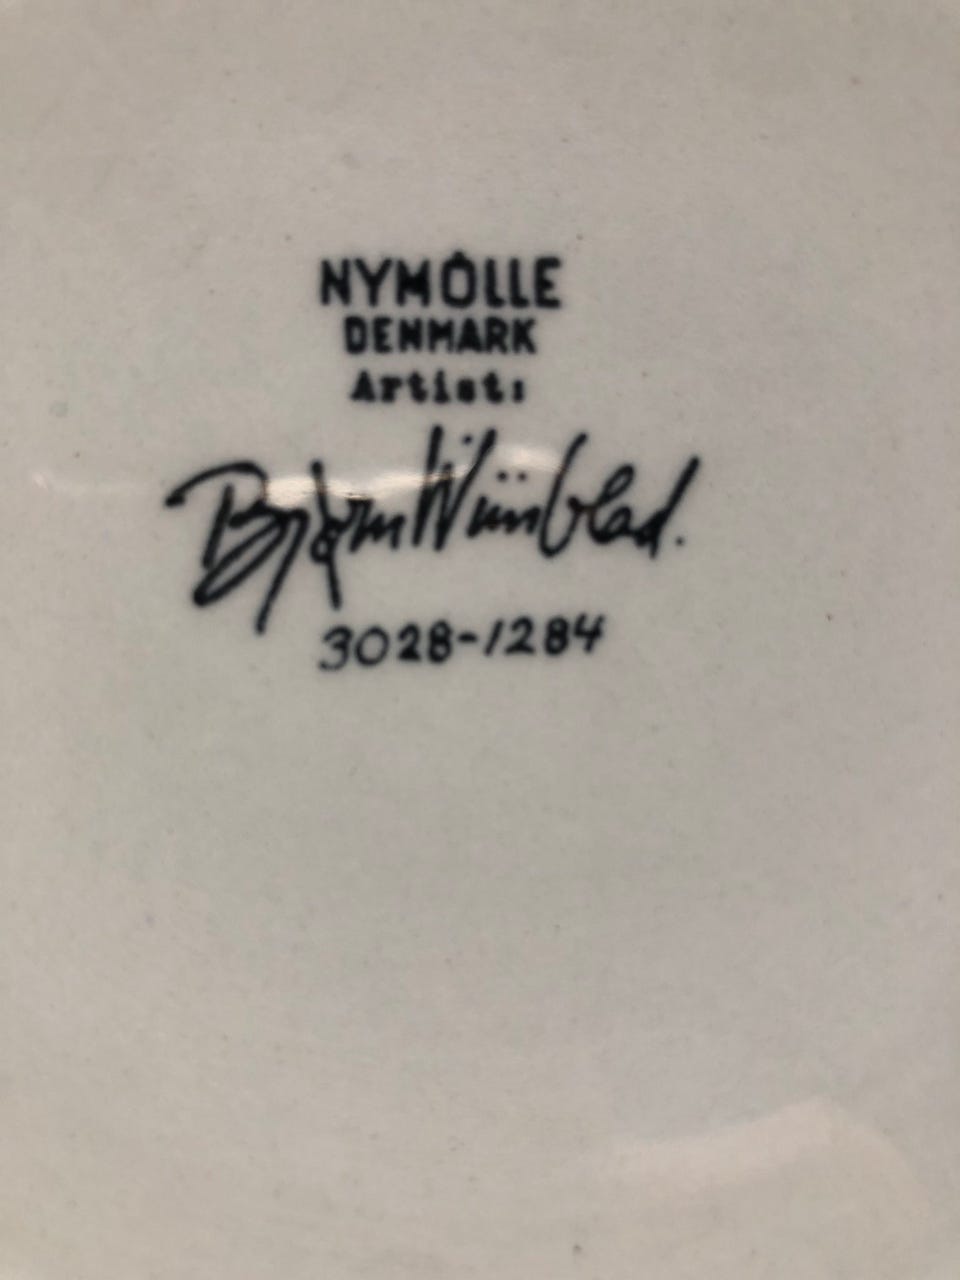 NYMÖLLE
DENMARK
Artist:
Bjørn Wiinblad.
3028-1284